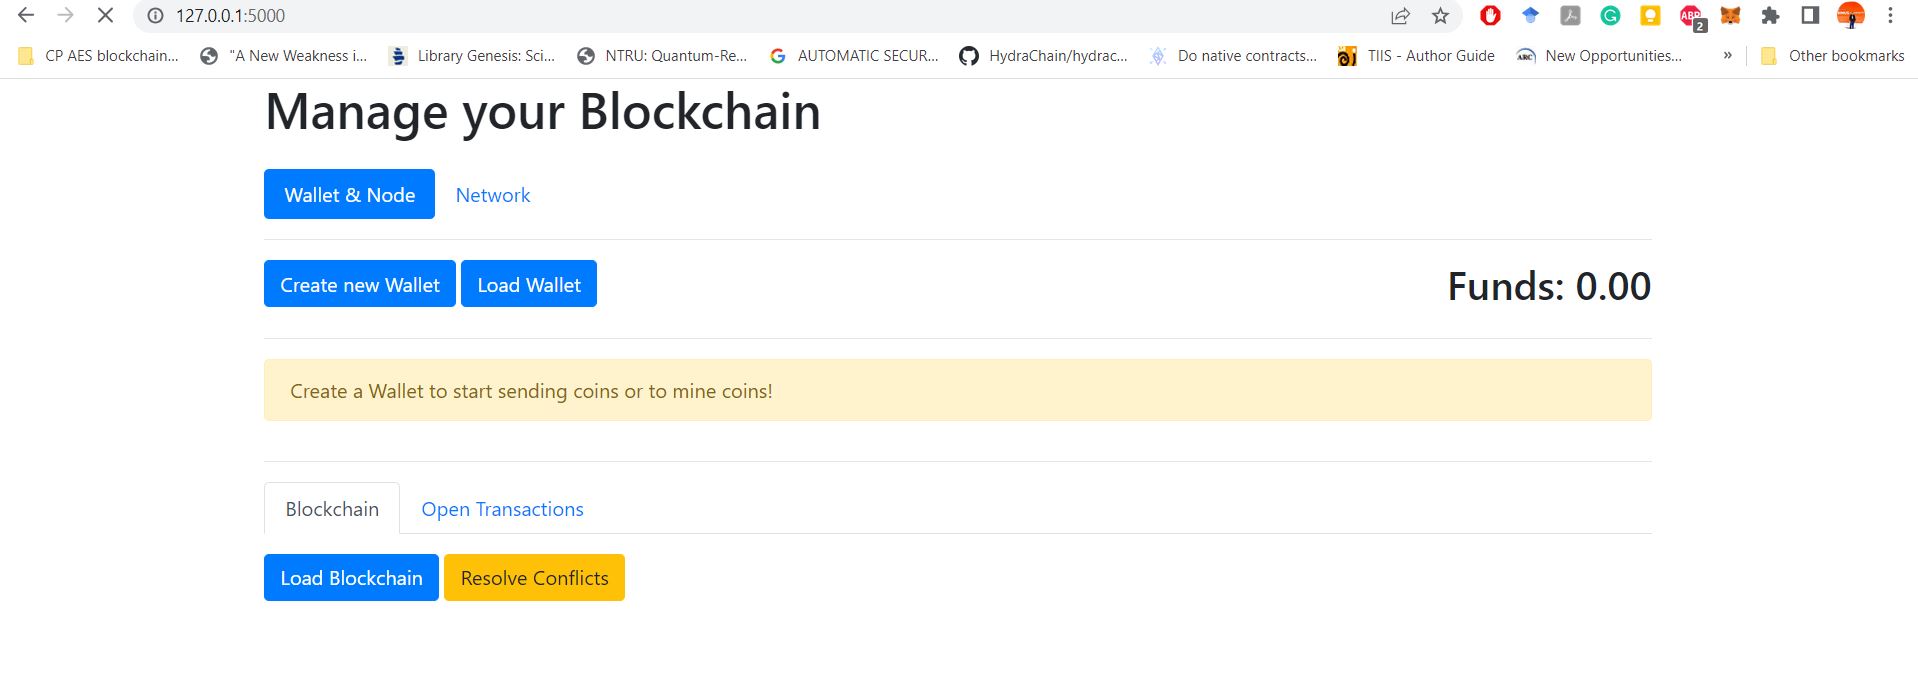 127.0.0.1:5000
ABP 2
CP AES blockchain... "A New Weakness i... Library Genesis: Sci... NTRU: Quantum-Re... AUTOMATIC SECUR... HydraChain/hydrac... Do native contracts... TIIS - Author Guide ARC New Opportunities... » Other bookmarks
Manage your Blockchain
Wallet & Node Network
Create new Wallet Load Wallet Funds: 0.00
Create a Wallet to start sending coins or to mine coins!
Blockchain Open Transactions
Load Blockchain Resolve Conflicts